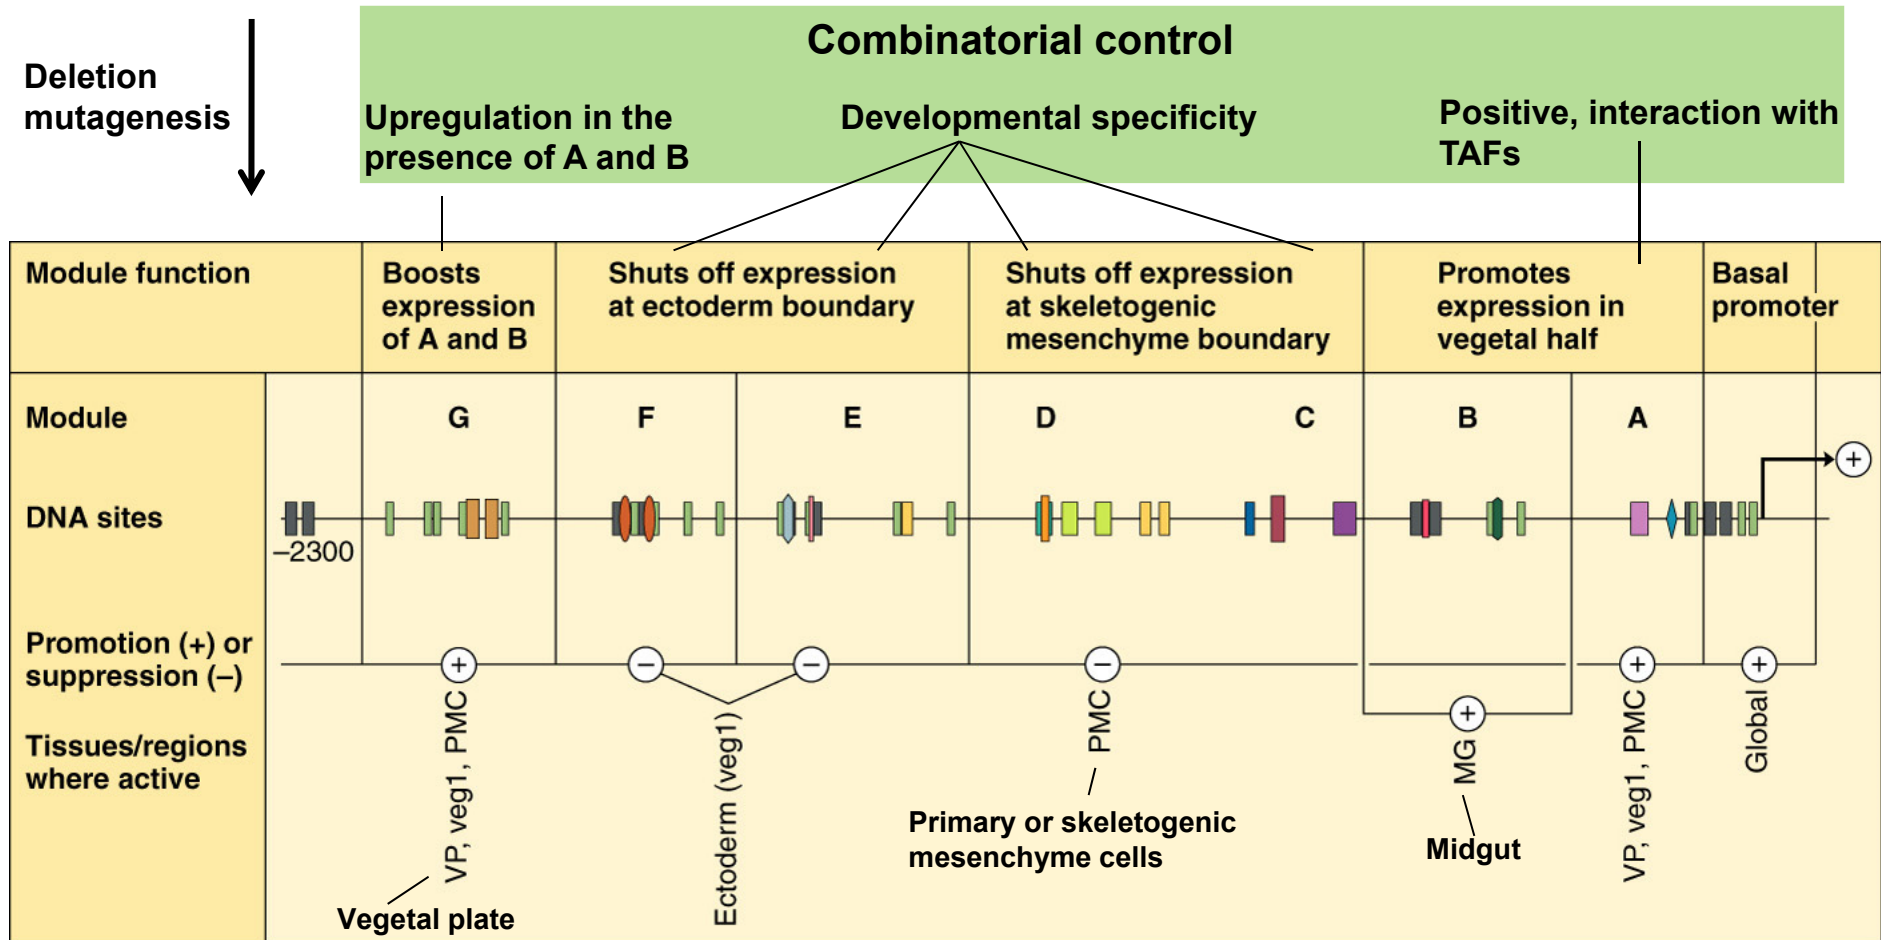 Combinatorial control
Deletion
mutagenesis
Upregulation in the
presence of A and B
Developmental specificity
Positive, interaction with
TAFs
Module function
Boosts
expression
of A and B
Shuts off expression
at ectoderm boundary
Shuts off expression
at skeletogenic
mesenchyme boundary
Promotes
expression in
vegetal half
Basal
promoter
Module
G
F
E
D
C
B
A
DNA sites
–2300
+
Promotion (+) or
suppression (–)
+
–
–
–
+
+
+
Tissues/regions
where active
VP, veg1, PMC
Ectoderm (veg1)
PMC
MG
VP, veg1, PMC
Global
Vegetal plate
Primary or skeletogenic
mesenchyme cells
Midgut